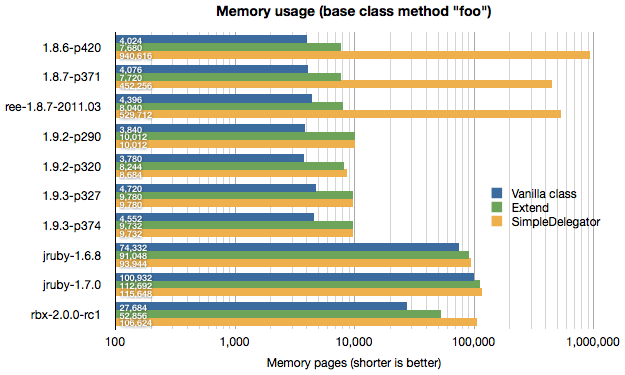 Memory usage (base class method "foo")
1.8.6-p420
4,024
7,680
940,616
1.8.7-p371
4,076
7,720
452,256
ree-1.8.7-2011.03
4,396
8,040
529,712
1.9.2-p290
3,840
10,012
10,012
1.9.2-p320
3,780
8,244
8,684
1.9.3-p327
4,720
9,780
9,780
1.9.3-p374
4,552
9,732
9,732
jruby-1.6.8
74,332
91,048
93,944
jruby-1.7.0
100,932
112,692
115,648
rbx-2.0.0-rc1
27,684
52,856
106,624
Vanilla class
Extend
SimpleDelegator
100 1,000 10,000 100,000 1,000,000
Memory pages (shorter is better)